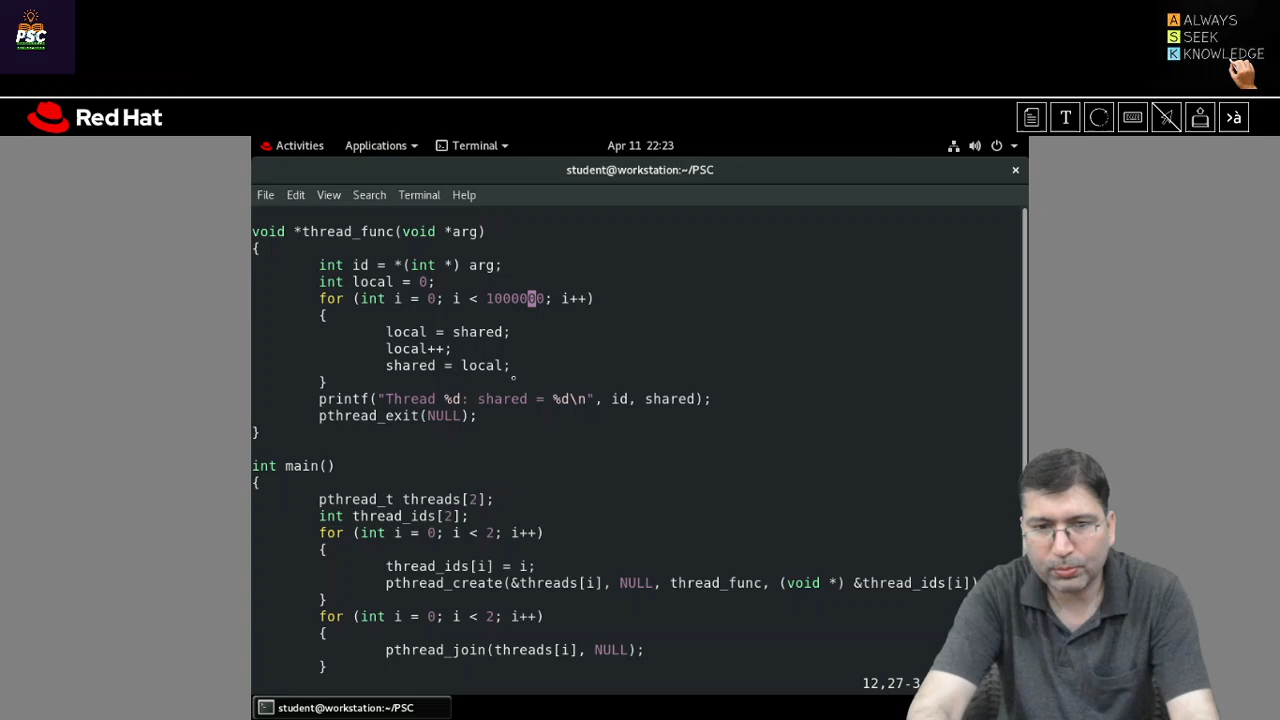 PSC
A ALWAYS
S SEEK
K KNOWLEDGE
Red Hat
T
>à
Activities Applications Terminal Apr 11 22:23
student@workstation:~/PSC ×
File Edit View Search Terminal Help
void *thread_func(void *arg)
{
int id = *(int *) arg;
int local = 0;
for (int i = 0; i < 1000000; i++)
{
local = shared;
local++;
shared = local;
}
printf("Thread %d: shared = %d\n", id, shared);
pthread_exit(NULL);
}
int main()
{
pthread_t threads[2];
int thread_ids[2];
for (int i = 0; i < 2; i++)
{
thread_ids[i] = i;
pthread_create(&threads[i], NULL, thread_func, (void *) &thread_ids[i])
}
for (int i = 0; i < 2; i++)
{
pthread_join(threads[i], NULL);
}
12,27-3
student@workstation:~/PSC